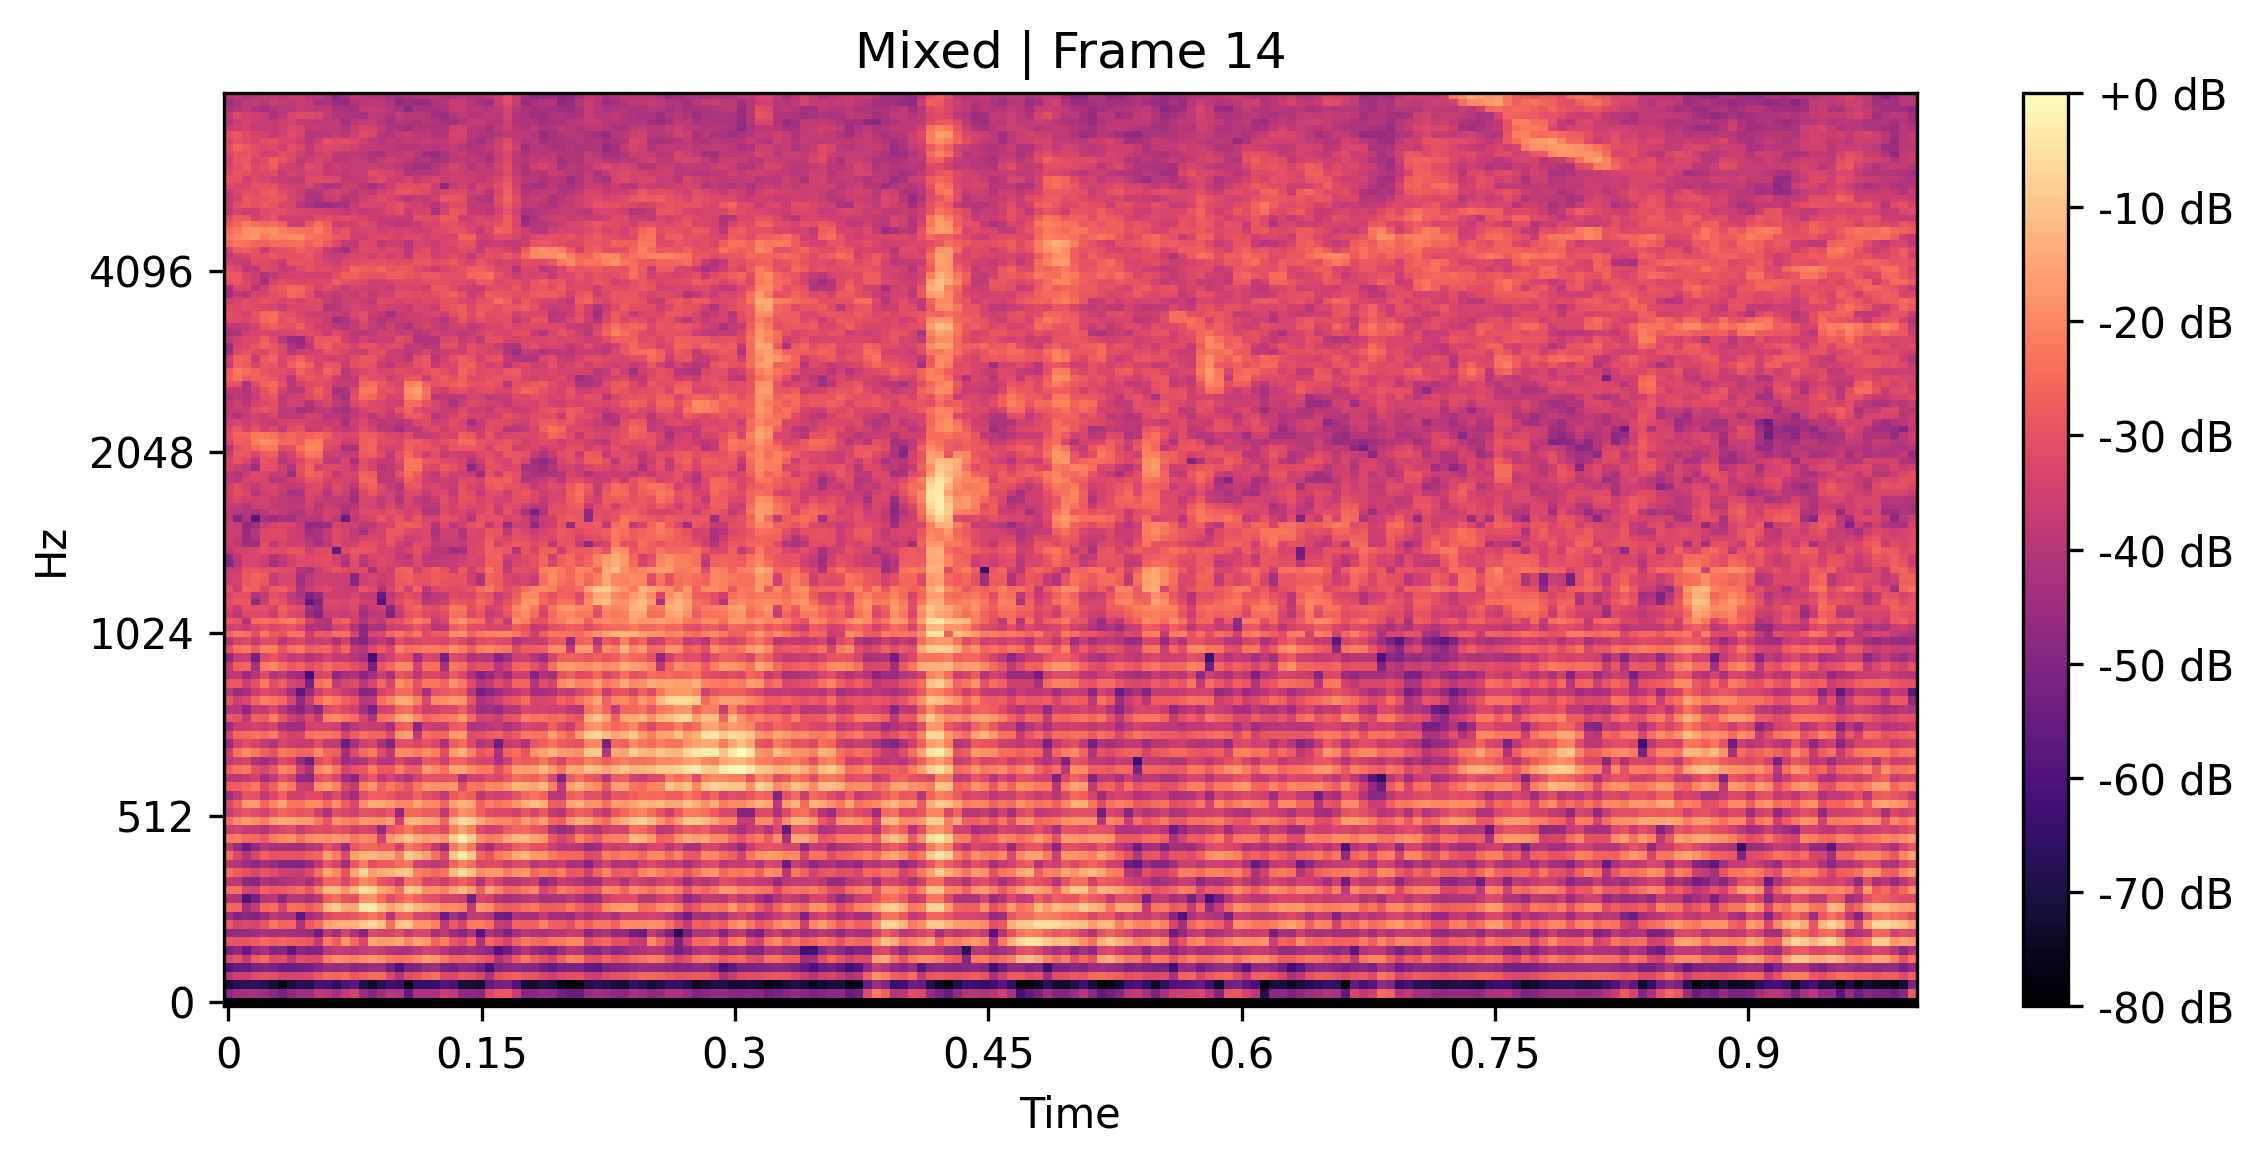 Mixed | Frame 14
+0 dB
-10 dB
-20 dB
-30 dB
-40 dB
-50 dB
-60 dB
-70 dB
-80 dB
4096
2048
1024
512
0
Hz
0 0.15 0.3 0.45 0.6 0.75 0.9
Time